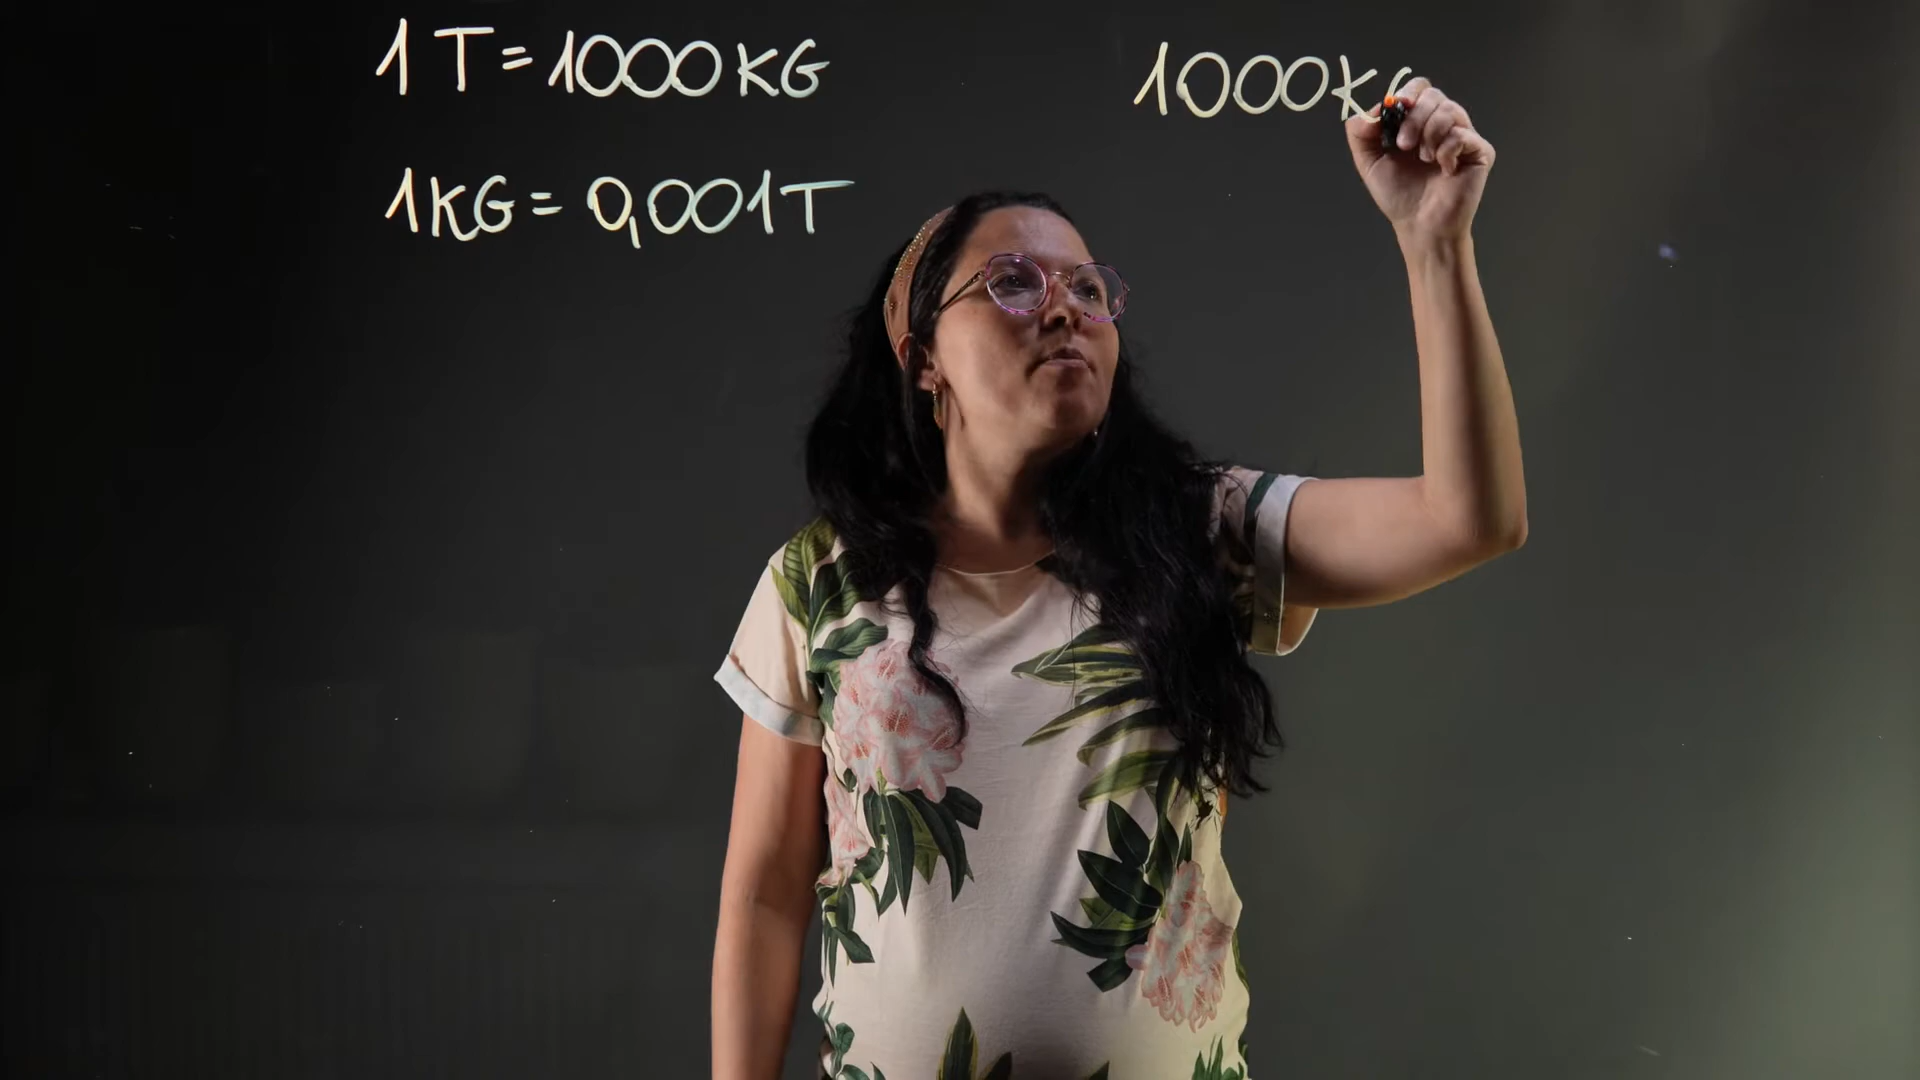 1 T = 1000 KG
1 KG = 0,001 T
1000 KG